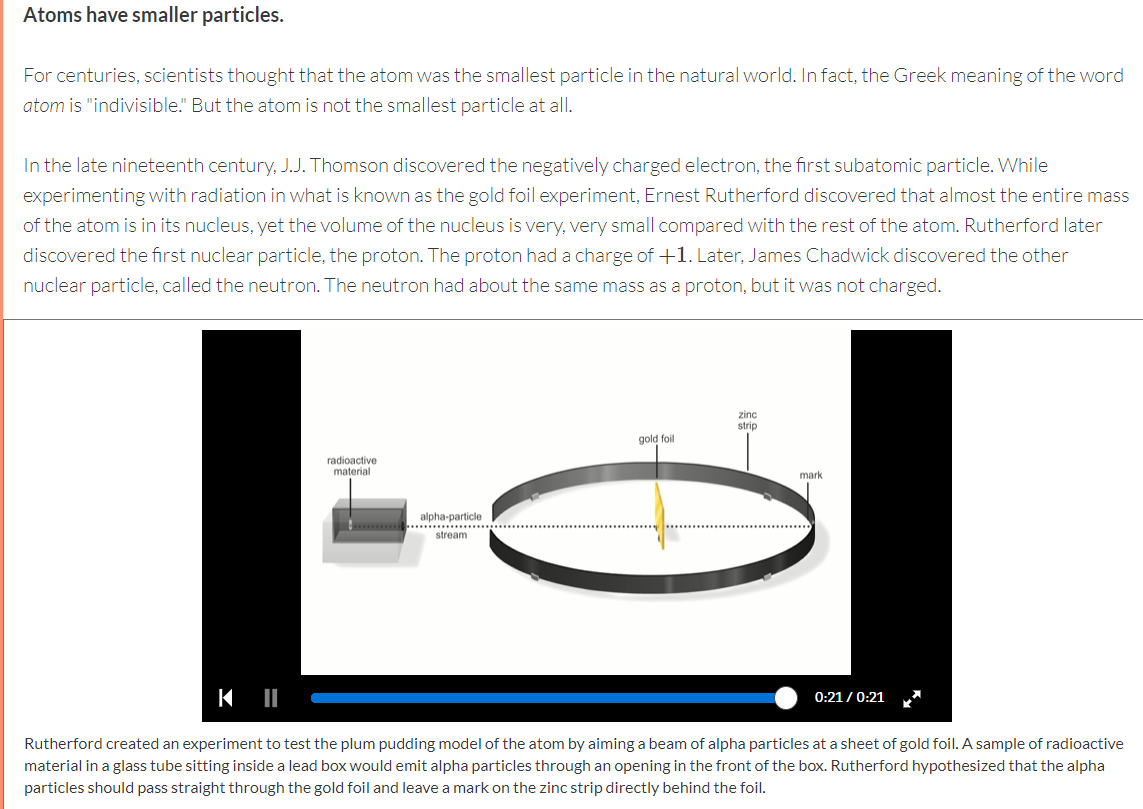 Atoms have smaller particles.
For centuries, scientists thought that the atom was the smallest particle in the natural world. In fact, the Greek meaning of the word
atom is "indivisible." But the atom is not the smallest particle at all.
In the late nineteenth century, J.J. Thomson discovered the negatively charged electron, the first subatomic particle. While
experimenting with radiation in what is known as the gold foil experiment, Ernest Rutherford discovered that almost the entire mass
of the atom is in its nucleus, yet the volume of the nucleus is very, very small compared with the rest of the atom. Rutherford later
discovered the first nuclear particle, the proton. The proton had a charge of +1. Later, James Chadwick discovered the other
nuclear particle, called the neutron. The neutron had about the same mass as a proton, but it was not charged.
zinc
strip
gold foil
radioactive
material
mark
alpha-particle
stream
0:21 / 0:21
Rutherford created an experiment to test the plum pudding model of the atom by aiming a beam of alpha particles at a sheet of gold foil. A sample of radioactive
material in a glass tube sitting inside a lead box would emit alpha particles through an opening in the front of the box. Rutherford hypothesized that the alpha
particles should pass straight through the gold foil and leave a mark on the zinc strip directly behind the foil.